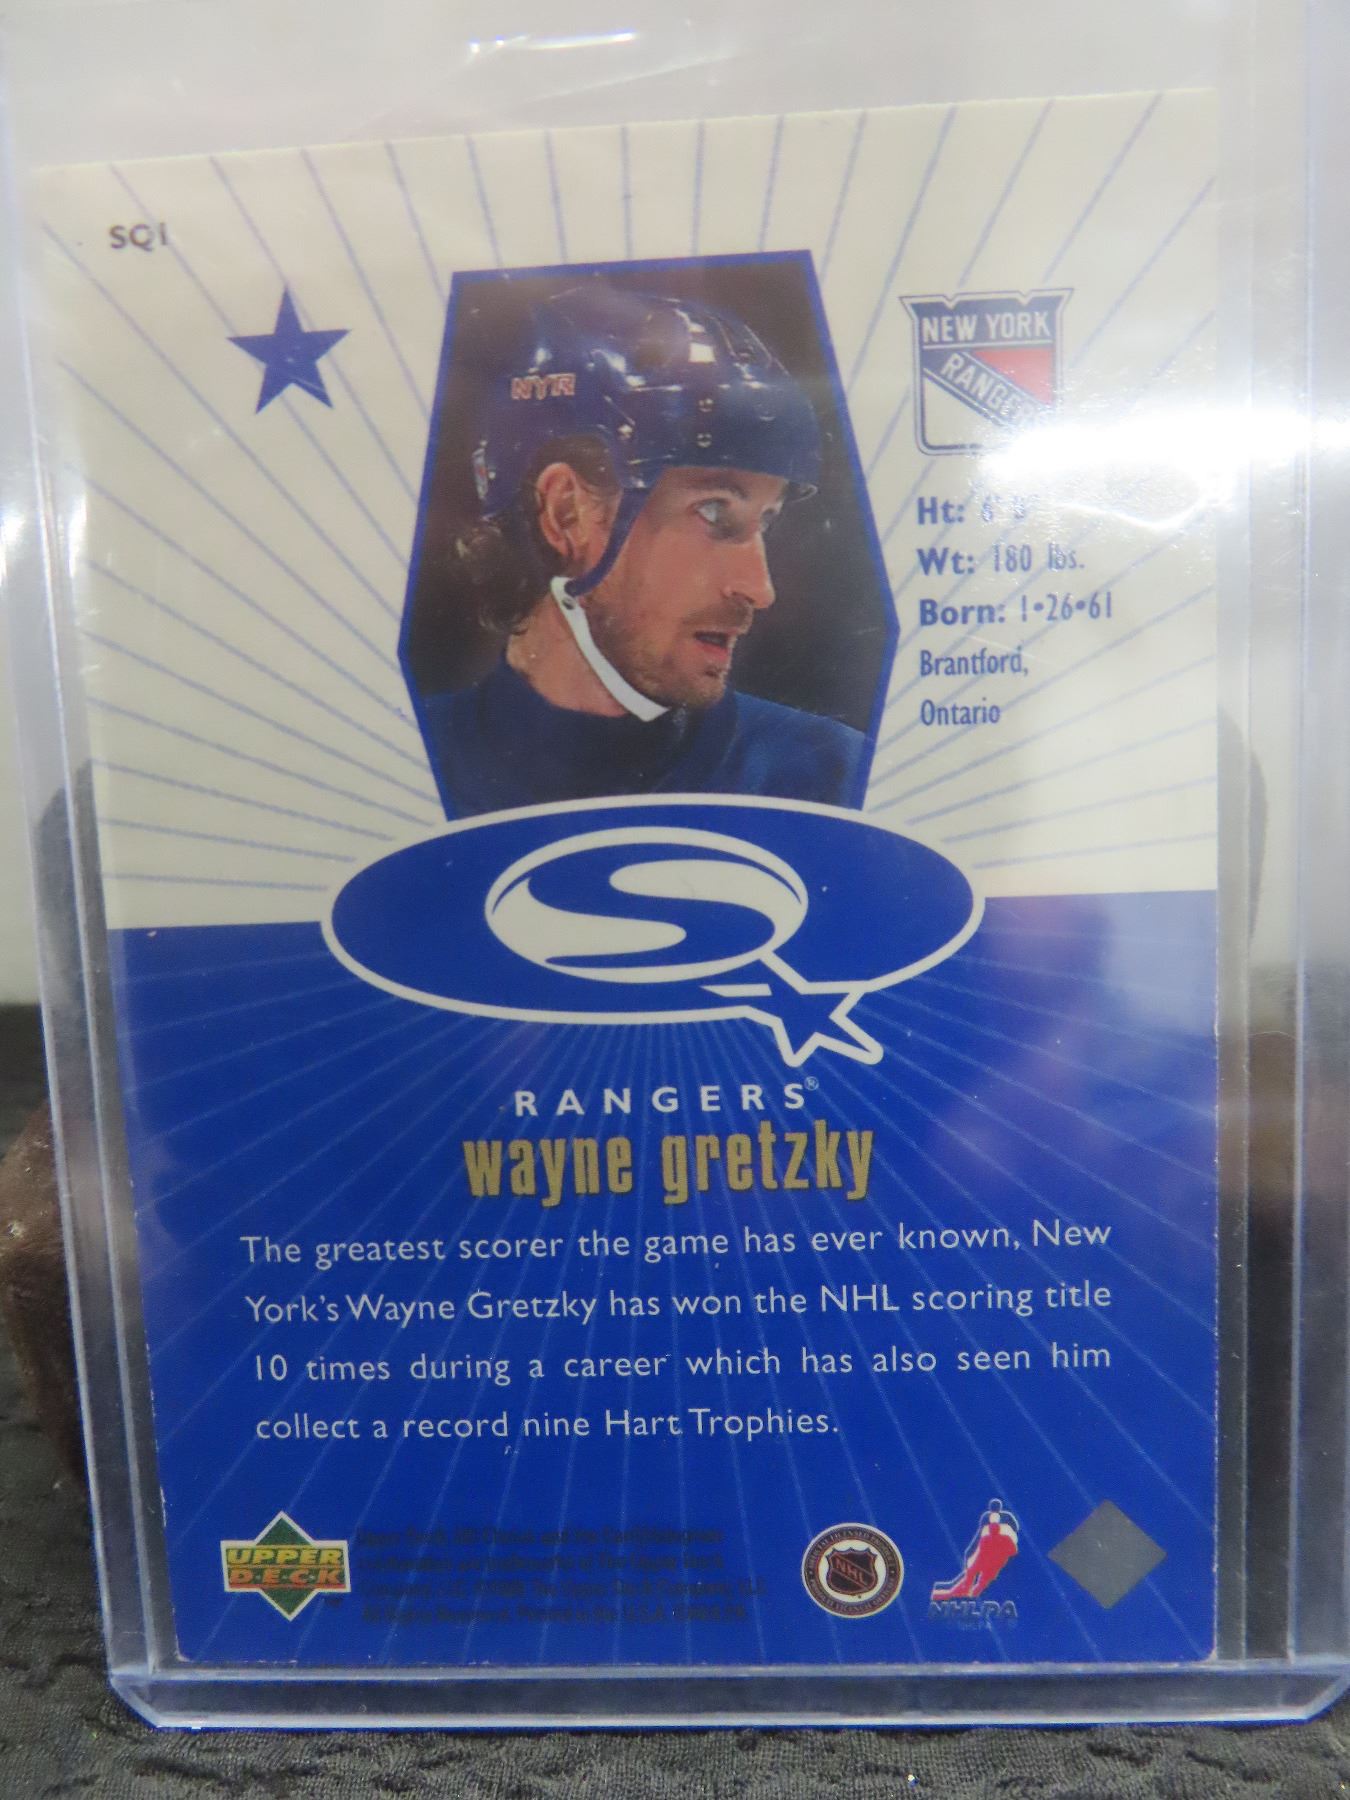 SQ1
NYR
NEW YORK
RANGERS
Ht:
Wt: 180 lbs.
Born: 1•26•61
Brantford,
Ontario
SQ
RANGERS®
wayne gretzky
The greatest scorer the game has ever known, New
York's Wayne Gretzky has won the NHL scoring title
10 times during a career which has also seen him
collect a record nine Hart Trophies.
UPPER
DECK
NHL
NHLPA